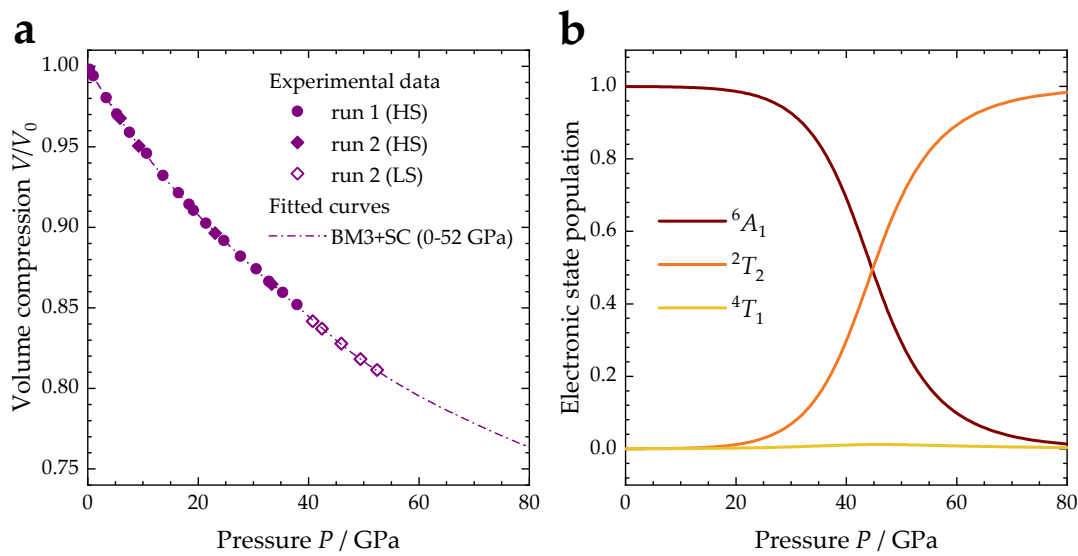 a
Volume compression V/V₀
1.00
0.95
0.90
0.85
0.80
0.75
0
20
40
60
80
Pressure P / GPa
Experimental data
run 1 (HS)
run 2 (HS)
run 2 (LS)
Fitted curves
BM3+SC (0-52 GPa)
b
Electronic state population
1.0
0.8
0.6
0.4
0.2
0.0
0
20
40
60
80
Pressure P / GPa
⁶A₁
²T₂
⁴T₁